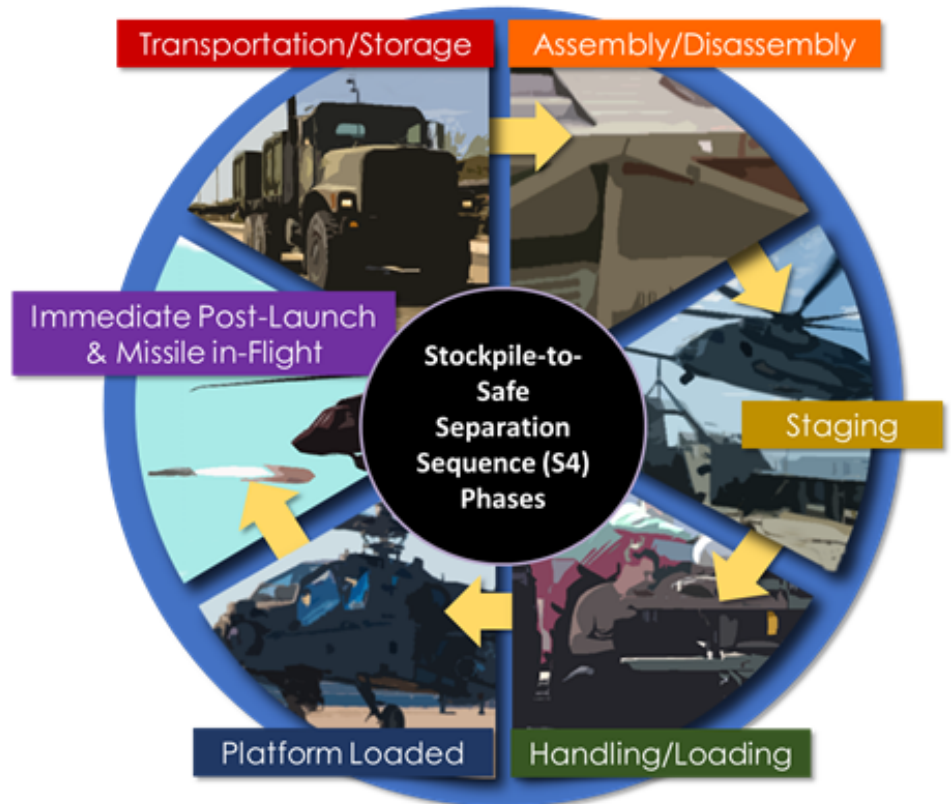 Transportation/Storage
Assembly/Disassembly
Immediate Post-Launch
& Missile in-Flight
Stockpile-to-
Safe
Separation
Sequence (S4)
Phases
Staging
Platform Loaded
Handling/Loading